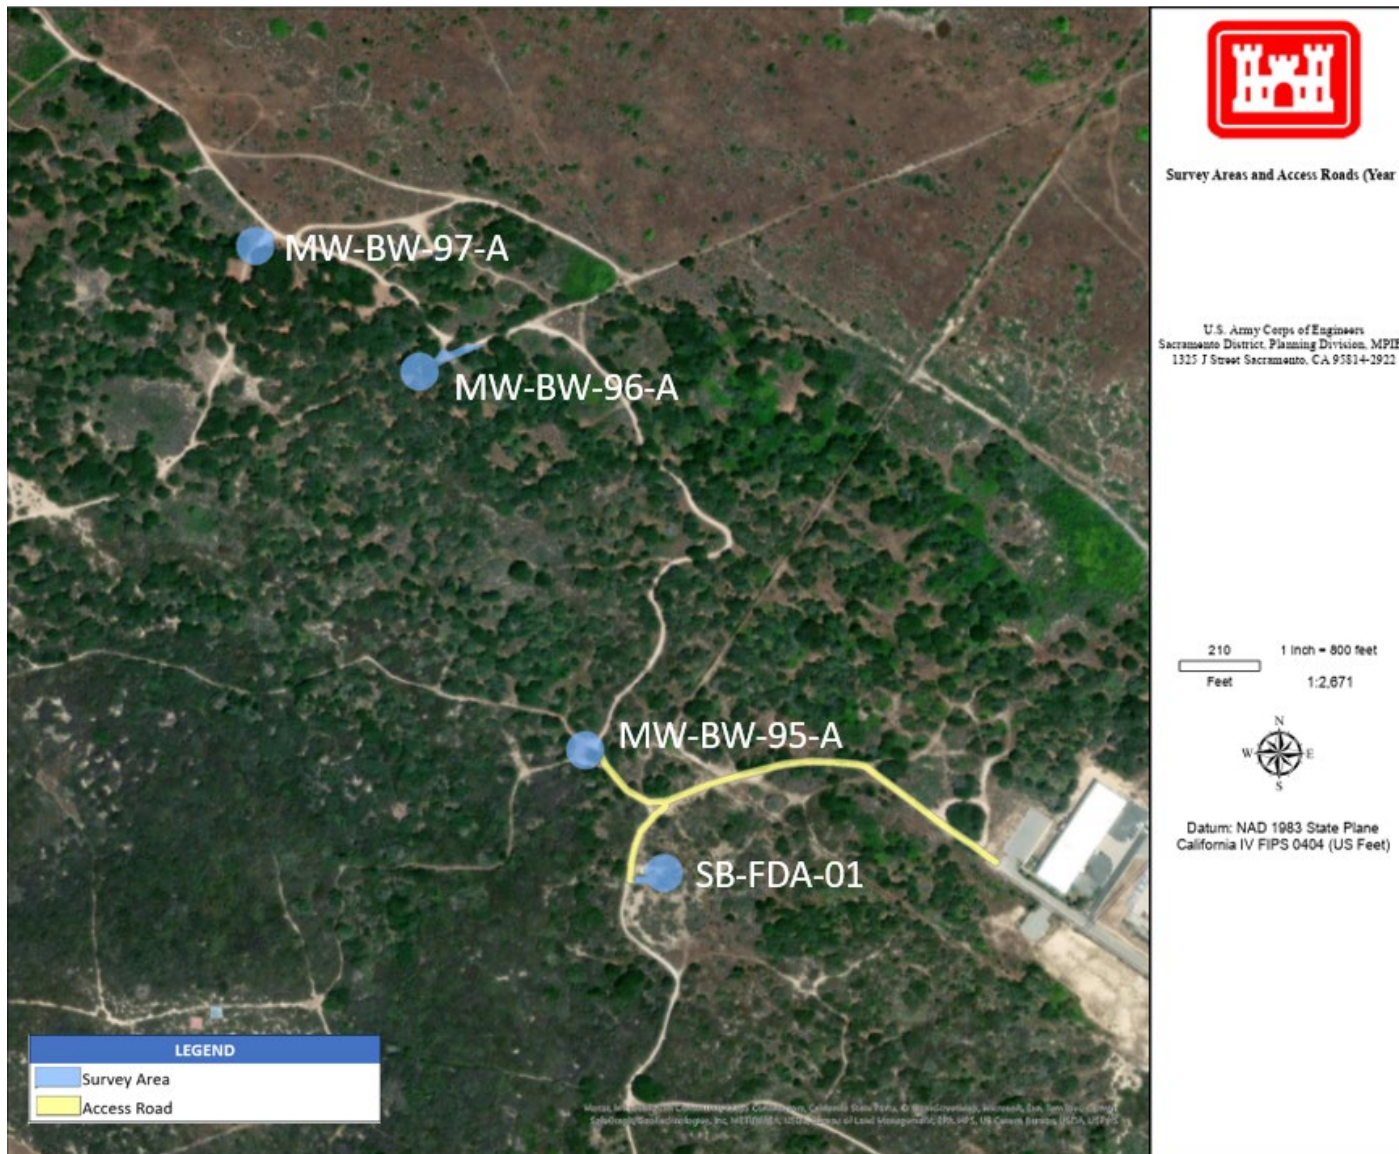 Survey Areas and Access Roads (Year
MW-BW-97-A
U.S. Army Corps of Engineers
Sacramento District, Planning Division, MPIE
1325 J Street Sacramento, CA 95814-2922
MW-BW-96-A
210
1 inch = 800 feet
Feet
1:2,671
N
W
E
S
MW-BW-95-A
Datum: NAD 1983 State Plane
California IV FIPS 0404 (US Feet)
SB-FDA-01
LEGEND
Survey Area
Access Road